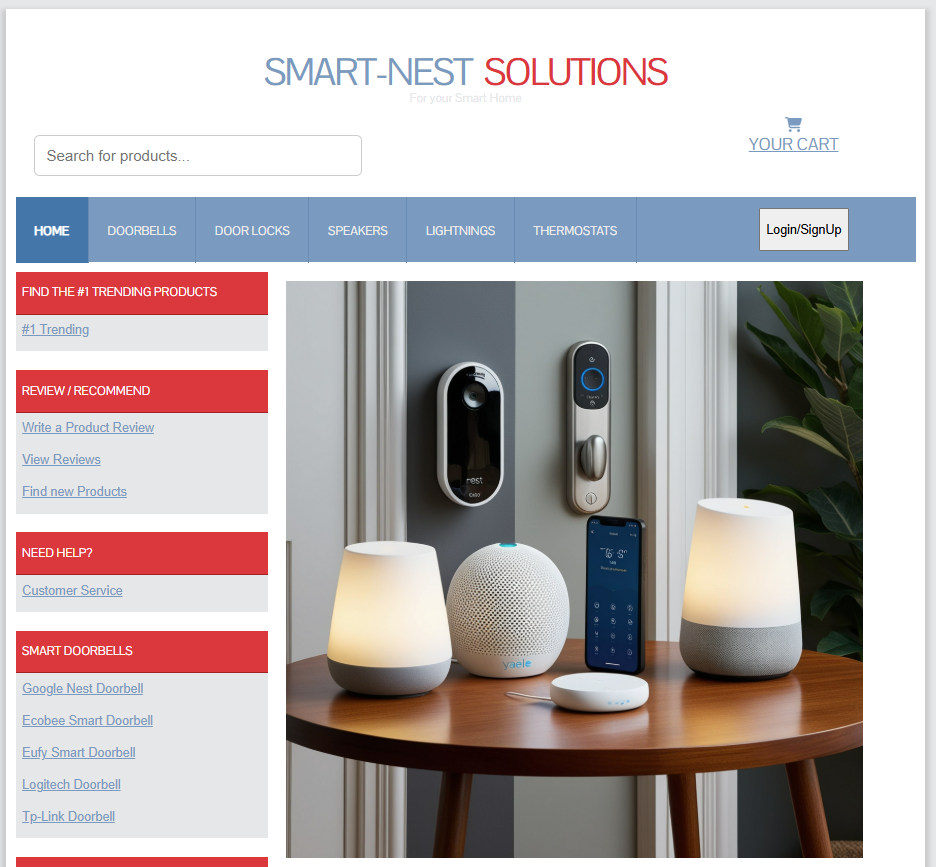 SMART-NEST SOLUTIONS
For your Smart Home
YOUR CART
Search for products...
HOME DOORBELLS DOOR LOCKS SPEAKERS LIGHTNINGS THERMOSTATS Login/SignUp
FIND THE #1 TRENDING PRODUCTS
#1 Trending
REVIEW / RECOMMEND
Write a Product Review
View Reviews
Find new Products
NEED HELP?
Customer Service
SMART DOORBELLS
Google Nest Doorbell
Ecobee Smart Doorbell
Eufy Smart Doorbell
Logitech Doorbell
Tp-Link Doorbell
nest
Yaele